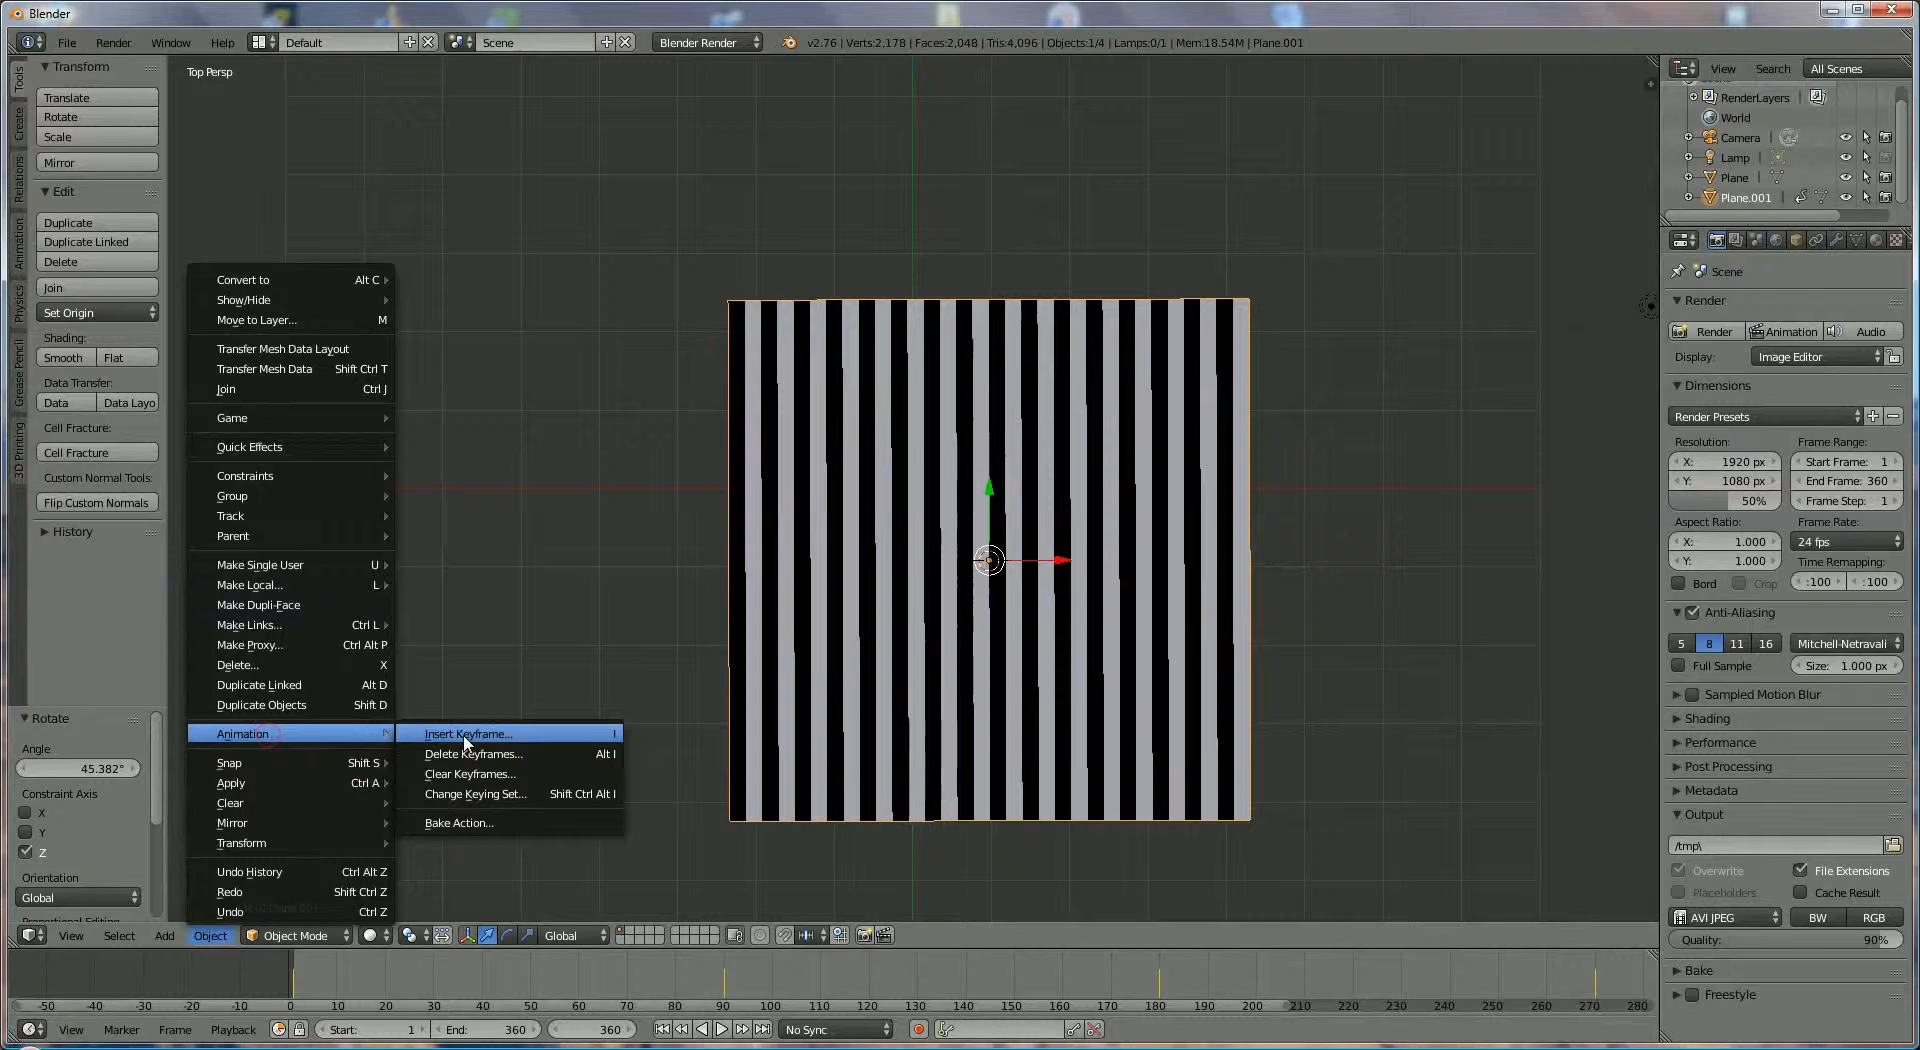 Blender
File Render Window Help Default Scene Blender Render v2.76 | Verts:2,178 | Faces:2,048 | Tris:4,096 | Objects:1/4 | Lamps:0/1 | Mem:18.54M | Plane.001
Tools
Create
Relations
Animation
Physics
Grease Pencil
3D Printing
Transform
Translate
Rotate
Scale
Mirror
Edit
Duplicate
Duplicate Linked
Delete
Join
Set Origin
Shading:
Smooth Flat
Data Transfer:
Data Data Layo
Cell Fracture:
Cell Fracture
Custom Normal Tools:
Flip Custom Normals
History
Rotate
Angle
45.382°
Constraint Axis
X
Y
Z
Orientation
Global
Top Persp
Convert to Alt C
Show/Hide
Move to Layer... M
Transfer Mesh Data Layout
Transfer Mesh Data Shift Ctrl T
Join Ctrl J
Game
Quick Effects
Constraints
Group
Track
Parent
Make Single User U
Make Local... L
Make Dupli-Face
Make Links... Ctrl L
Make Proxy... Ctrl Alt P
Delete... X
Duplicate Linked Alt D
Duplicate Objects Shift D
Animation
Snap Shift S
Apply Ctrl A
Clear
Mirror
Transform
Undo History Ctrl Alt Z
Redo Shift Ctrl Z
Undo Ctrl Z
Insert Keyframe... I
Delete Keyframes... Alt I
Clear Keyframes...
Change Keying Set... Shift Ctrl Alt I
Bake Action...
View Search All Scenes
RenderLayers
World
Camera
Lamp
Plane
Plane.001
Scene
Render
Render Animation Audio
Display: Image Editor
Dimensions
Render Presets
Resolution: Frame Range:
X: 1920 px Start Frame: 1
Y: 1080 px End Frame: 360
50% Frame Step: 1
Aspect Ratio: Frame Rate:
X: 1.000 24 fps
Y: 1.000 Time Remapping:
Bord Crop :100 :100
Anti-Aliasing
5 8 11 16 Mitchell-Netravali
Full Sample Size: 1.000 px
Sampled Motion Blur
Shading
Performance
Post Processing
Metadata
Output
/tmp\
Overwrite File Extensions
Placeholders Cache Result
AVI JPEG BW RGB
Quality: 90%
Bake
Freestyle
View Select Add Object Object Mode Global
-50 -40 -30 -20 -10 0 10 20 30 40 50 60 70 80 90 100 110 120 130 140 150 160 170 180 190 200 210 220 230 240 250 260 270 280
View Marker Frame Playback Start: 1 End: 360 360 No Sync